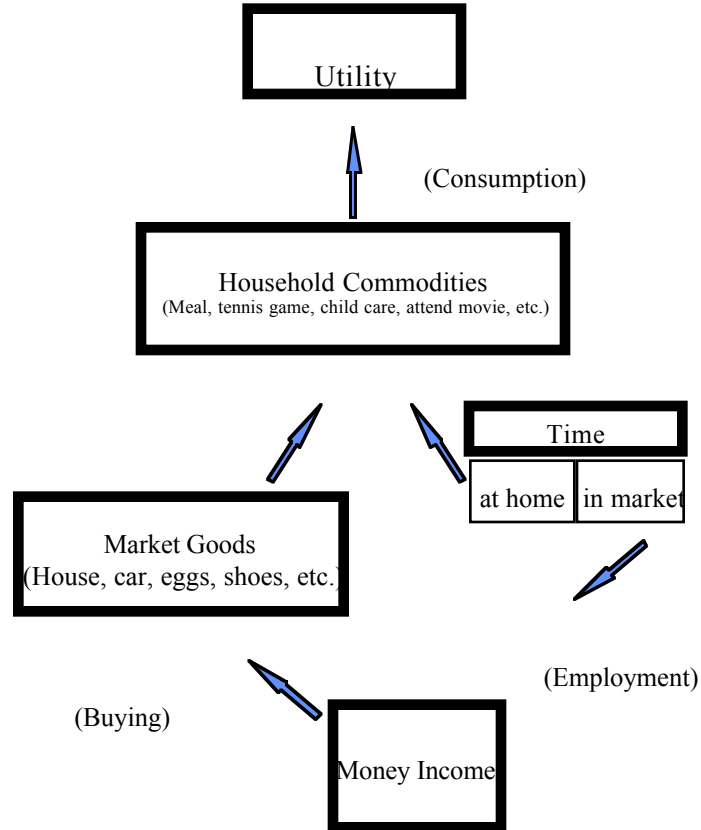 Utility
(Consumption)
Household Commodities
(Meal, tennis game, child care, attend movie, etc.)
Time
at home
in market
Market Goods
(House, car, eggs, shoes, etc.)
(Employment)
(Buying)
Money Income